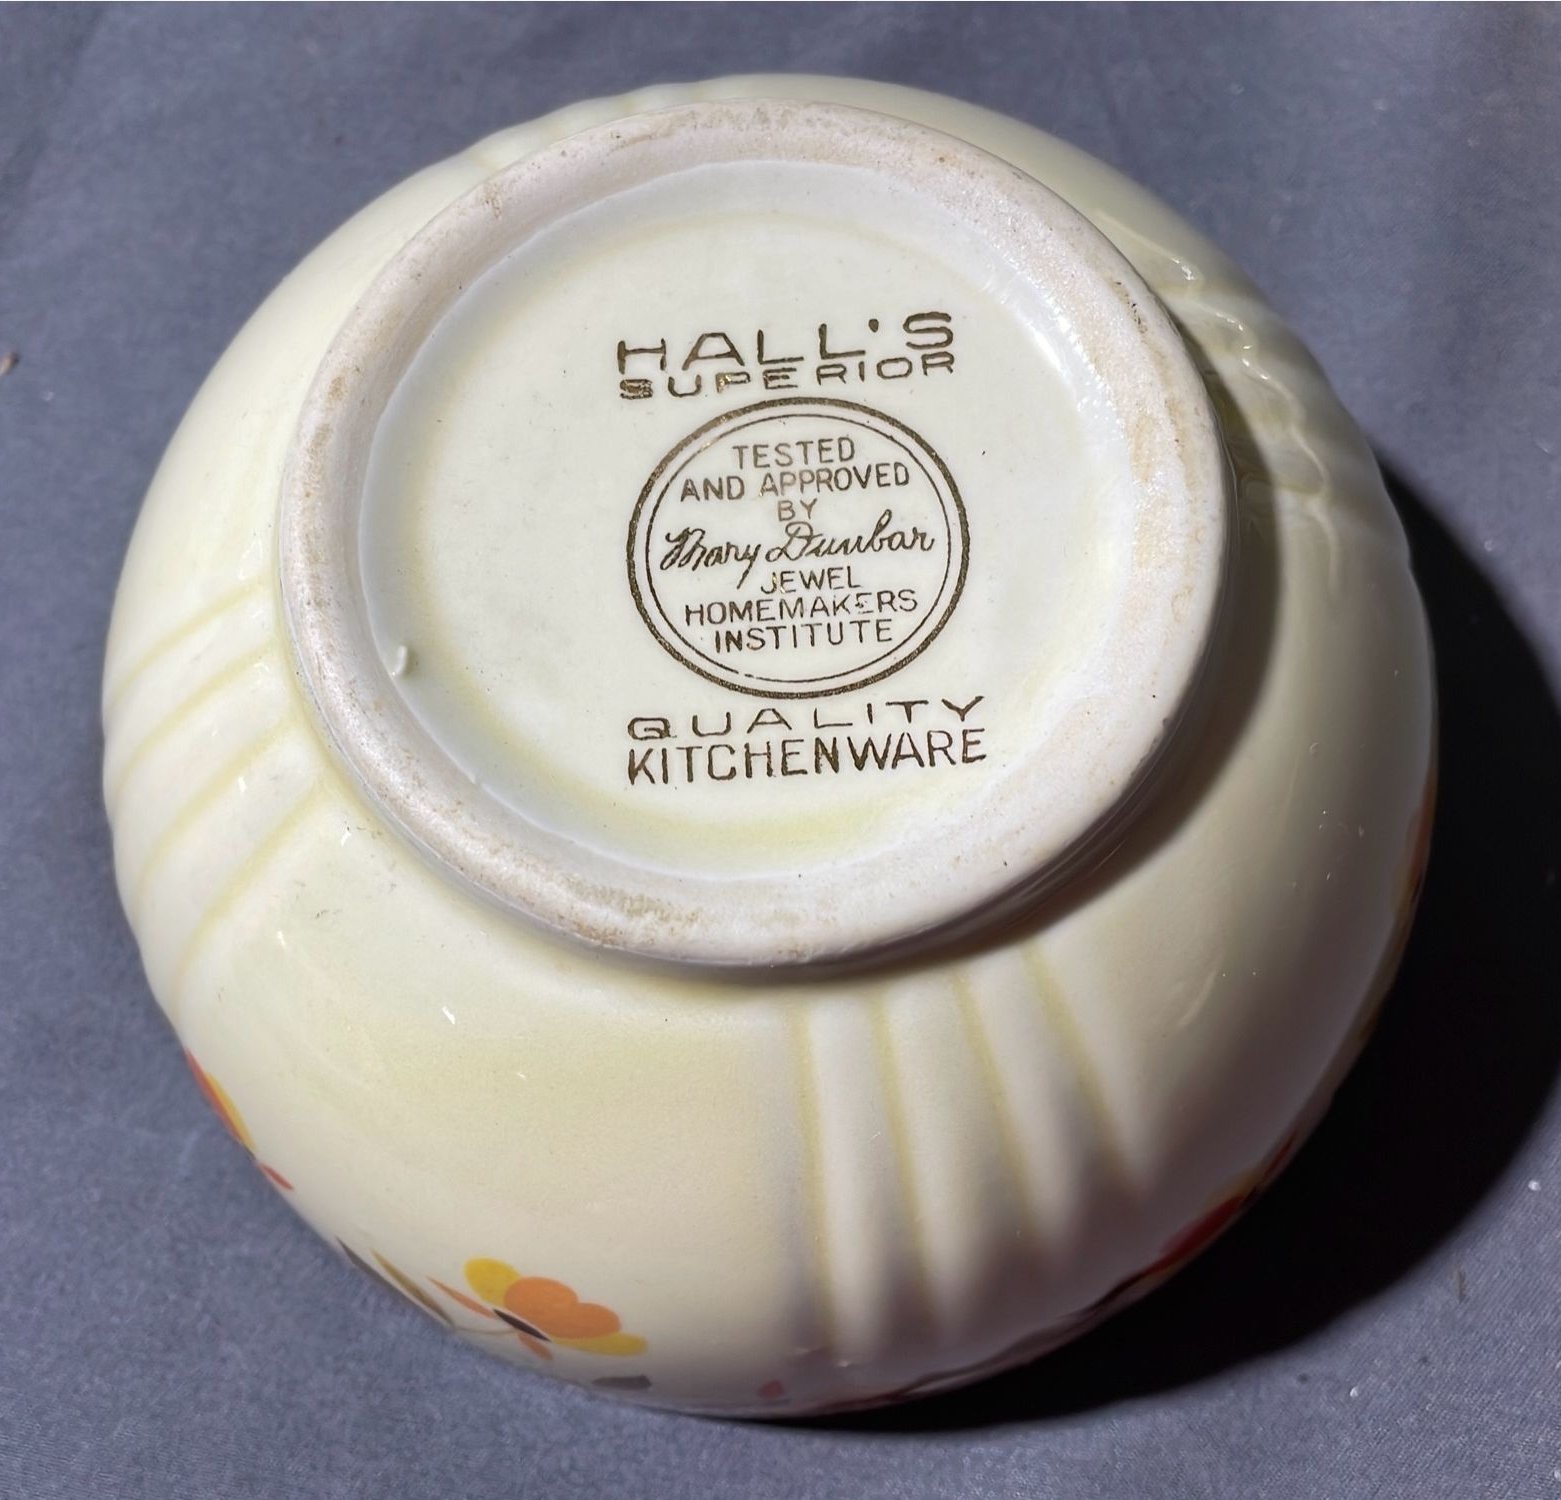 HALL'S
SUPERIOR
TESTED
AND APPROVED
BY
Mary Dunbar
JEWEL
HOMEMAKERS
INSTITUTE
QUALITY
KITCHENWARE